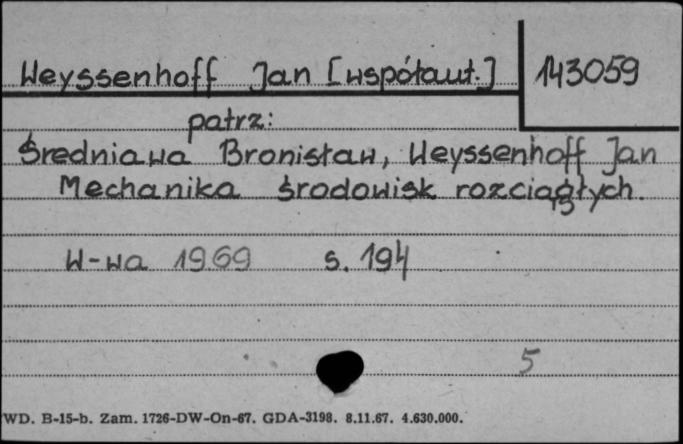 Weyssenhoff Jan [współaut.] 143059
patrz:
Średniawa Bronisław, Weyssenhoff Jan
Mechanika środowisk rozciągłych.
W-wa 1969 s. 194
5
WD. B-15-b. Zam. 1726-DW-On-67. GDA-3198. 8.11.67. 4.630.000.